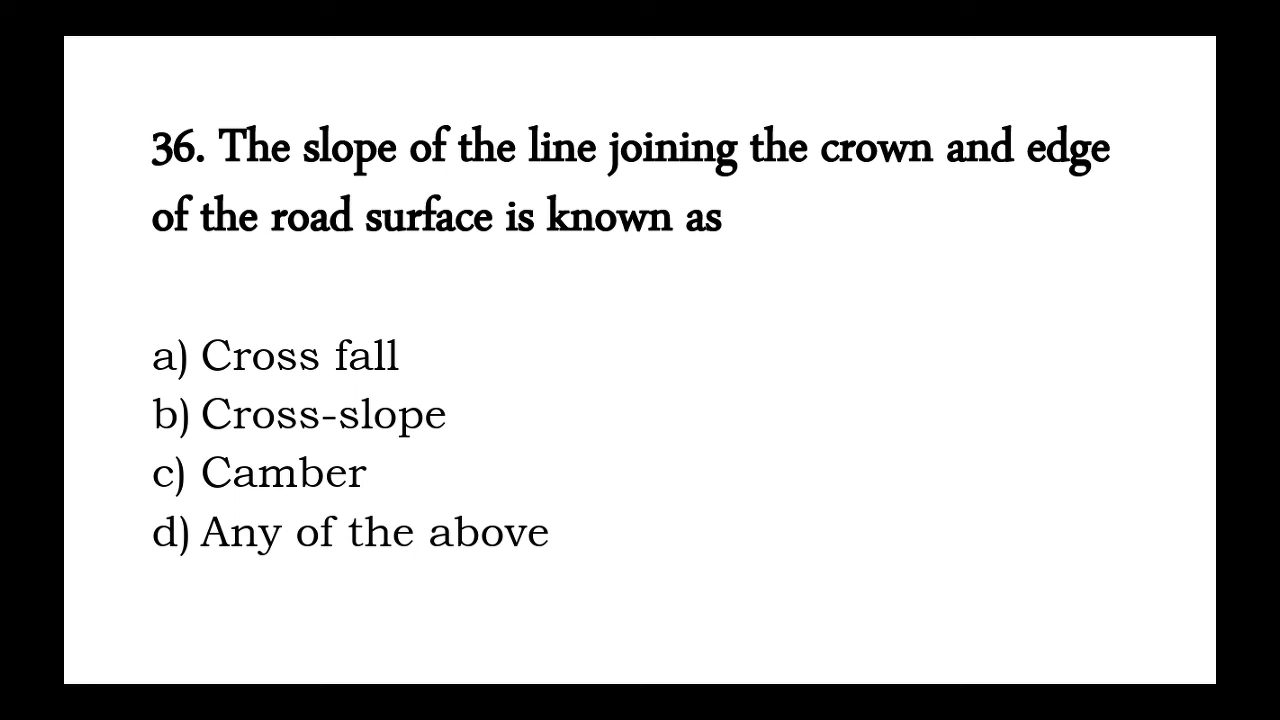 36. The slope of the line joining the crown and edge
of the road surface is known as
a) Cross fall
b) Cross-slope
c) Camber
d) Any of the above